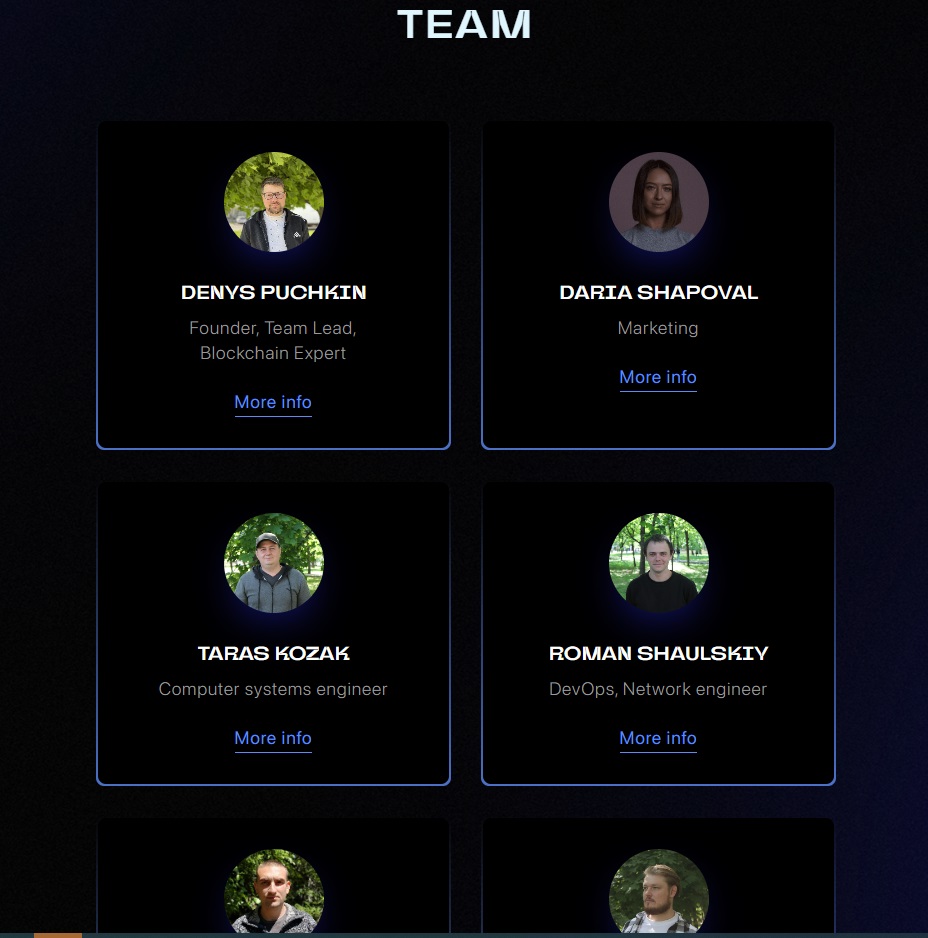 TEAM
DENYS PUCHKIN
Founder, Team Lead,
Blockchain Expert
More info
DARIA SHAPOVAL
Marketing
More info
TARAS KOZAK
Computer systems engineer
More info
ROMAN SHAULSKIY
DevOps, Network engineer
More info